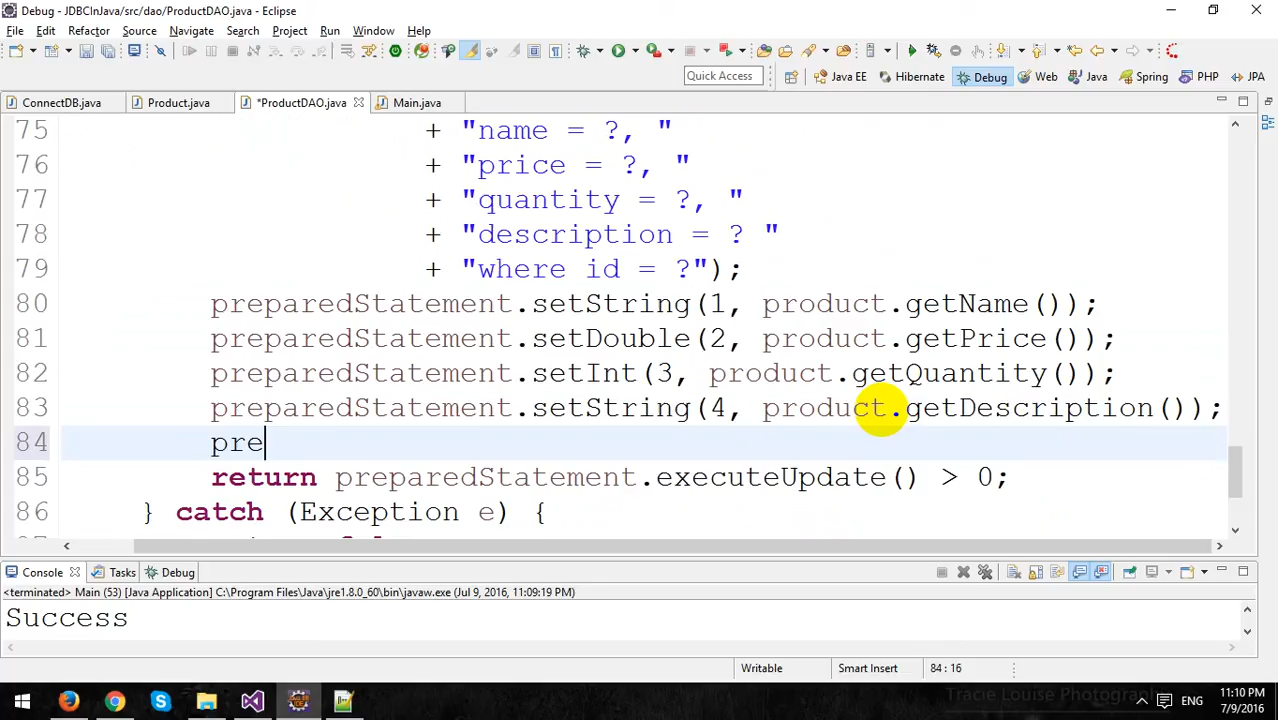 Debug - JDBCInJava/src/dao/ProductDAO.java - Eclipse
File Edit Refactor Source Navigate Search Project Run Window Help
Quick Access
Java EE Hibernate Debug Web Java Spring PHP JPA
ConnectDB.java Product.java *ProductDAO.java Main.java
75 + "name = ?, "
76 + "price = ?, "
77 + "quantity = ?, "
78 + "description = ? "
79 + "where id = ?");
80 preparedStatement.setString(1, product.getName());
81 preparedStatement.setDouble(2, product.getPrice());
82 preparedStatement.setInt(3, product.getQuantity());
83 preparedStatement.setString(4, product.getDescription());
84 pre
85 return preparedStatement.executeUpdate() > 0;
86 } catch (Exception e) {
Console Tasks Debug
<terminated> Main (53) [Java Application] C:\Program Files\Java\jre1.8.0_60\bin\javaw.exe (Jul 9, 2016, 11:09:19 PM)
Success
Writable Smart Insert 84 : 16
Tracie Louise Photography
ENG
11:10 PM
7/9/2016